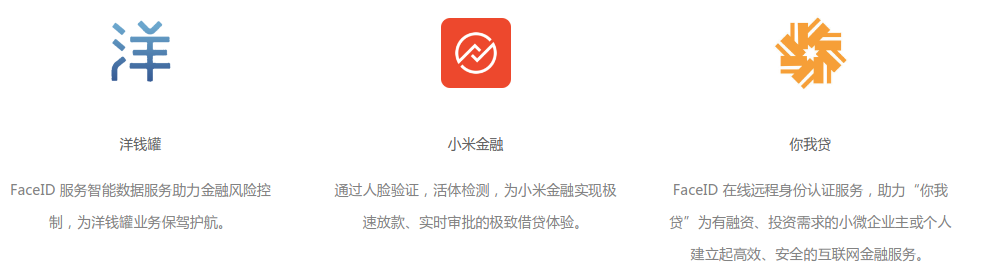 洋
洋钱罐
FaceID 服务智能数据服务助力金融风险控
制，为洋钱罐业务保驾护航。
小米金融
通过人脸验证，活体检测，为小米金融实现极
速放款、实时审批的极致借贷体验。
你我贷
FaceID 在线远程身份认证服务，助力“你我
贷”为有融资、投资需求的小微企业主或个人
建立起高效、安全的互联网金融服务。